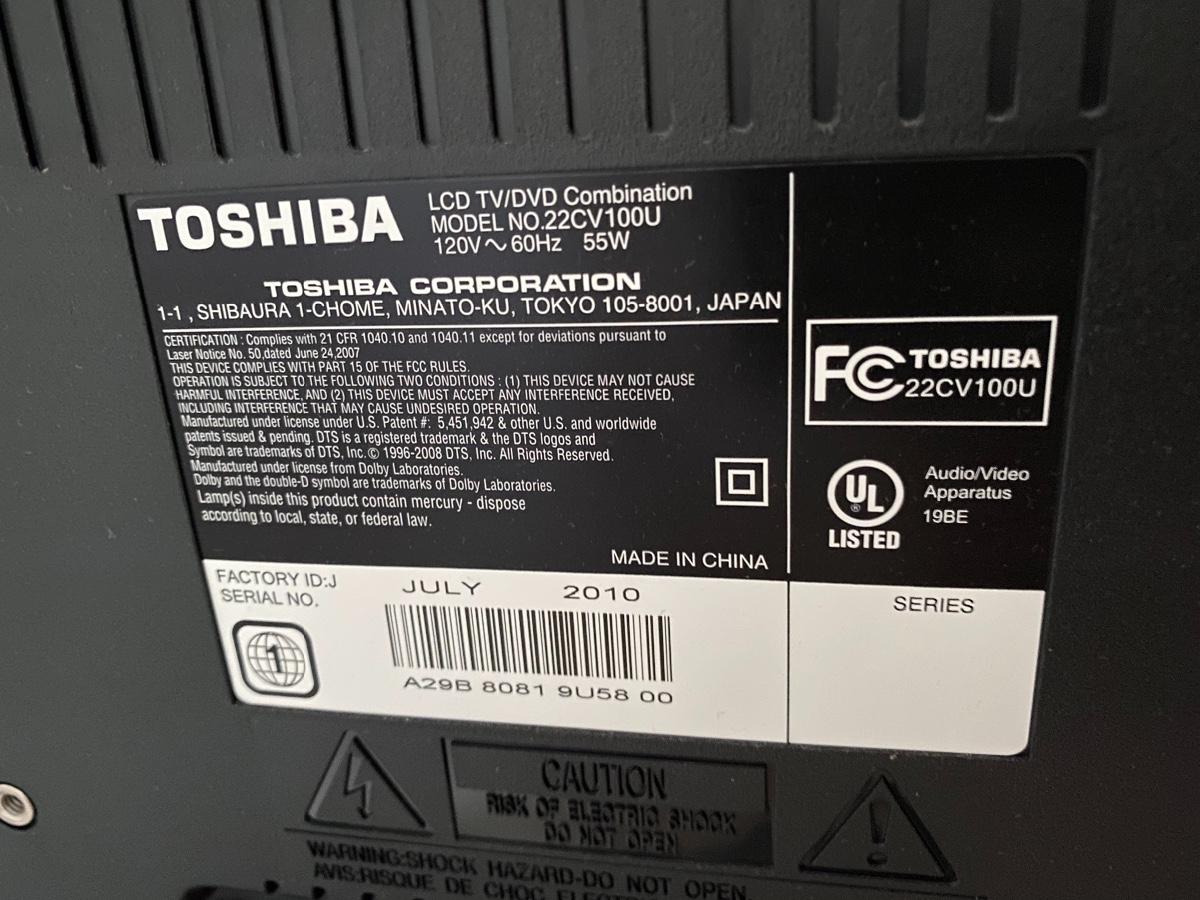 TOSHIBA
LCD TV/DVD Combination
MODEL NO.22CV100U
120V～60Hz 55W
TOSHIBA CORPORATION
1-1 , SHIBAURA 1-CHOME, MINATO-KU, TOKYO 105-8001, JAPAN
CERTIFICATION : Complies with 21 CFR 1040.10 and 1040.11 except for deviations pursuant to
Laser Notice No. 50,dated June 24,2007
THIS DEVICE COMPLIES WITH PART 15 OF THE FCC RULES.
OPERATION IS SUBJECT TO THE FOLLOWING TWO CONDITIONS : (1) THIS DEVICE MAY NOT CAUSE
HARMFUL INTERFERENCE, AND (2) THIS DEVICE MUST ACCEPT ANY INTERFERENCE RECEIVED,
INCLUDING INTERFERENCE THAT MAY CAUSE UNDESIRED OPERATION.
Manufactured under license under U.S. Patent #: 5,451,942 & other U.S. and worldwide
patents issued & pending. DTS is a registered trademark & the DTS logos and
Symbol are trademarks of DTS, Inc.© 1996-2008 DTS, Inc. All Rights Reserved.
Manufactured under license from Dolby Laboratories.
Dolby and the double-D symbol are trademarks of Dolby Laboratories.
Lamp(s) inside this product contain mercury - dispose
according to local, state, or federal law.
MADE IN CHINA
FC TOSHIBA
22CV100U
UL ®
LISTED
Audio/Video
Apparatus
19BE
FACTORY ID:J
SERIAL NO.
1
JULY 2010
A29B 8081 9U58 00
SERIES
CAUTION
RISK OF ELECTRIC SHOCK
DO NOT OPEN
WARNING:SHOCK HAZARD-DO NOT OPEN.
AVIS:RISQUE DE CHOC